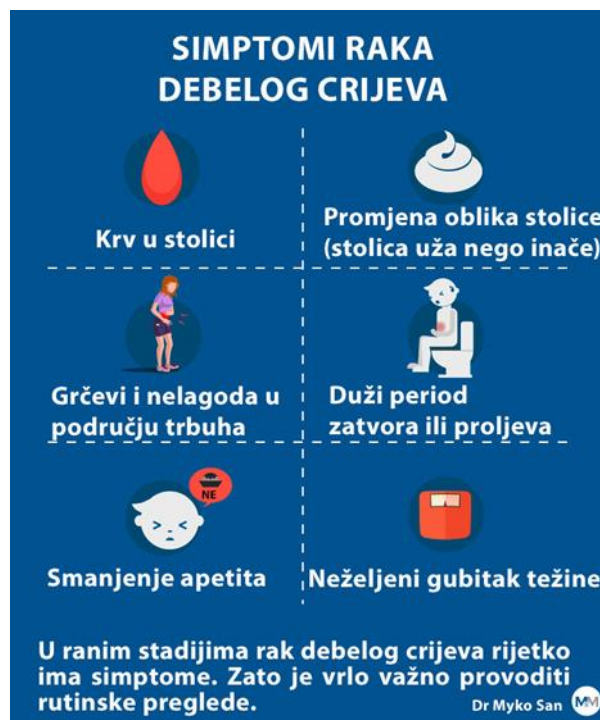 SIMPTOMI RAKA
DEBELOG CRIJEVA
Krv u stolici
Promjena oblika stolice
(stolica uža nego inače)
Grčevi i nelagoda u
području trbuha
Duži period
zatvora ili proljeva
NE
Smanjenje apetita
Neželjeni gubitak težine
U ranim stadijima rak debelog crijeva rijetko
ima simptome. Zato je vrlo važno provoditi
rutinske preglede.
Dr Myko San
MM